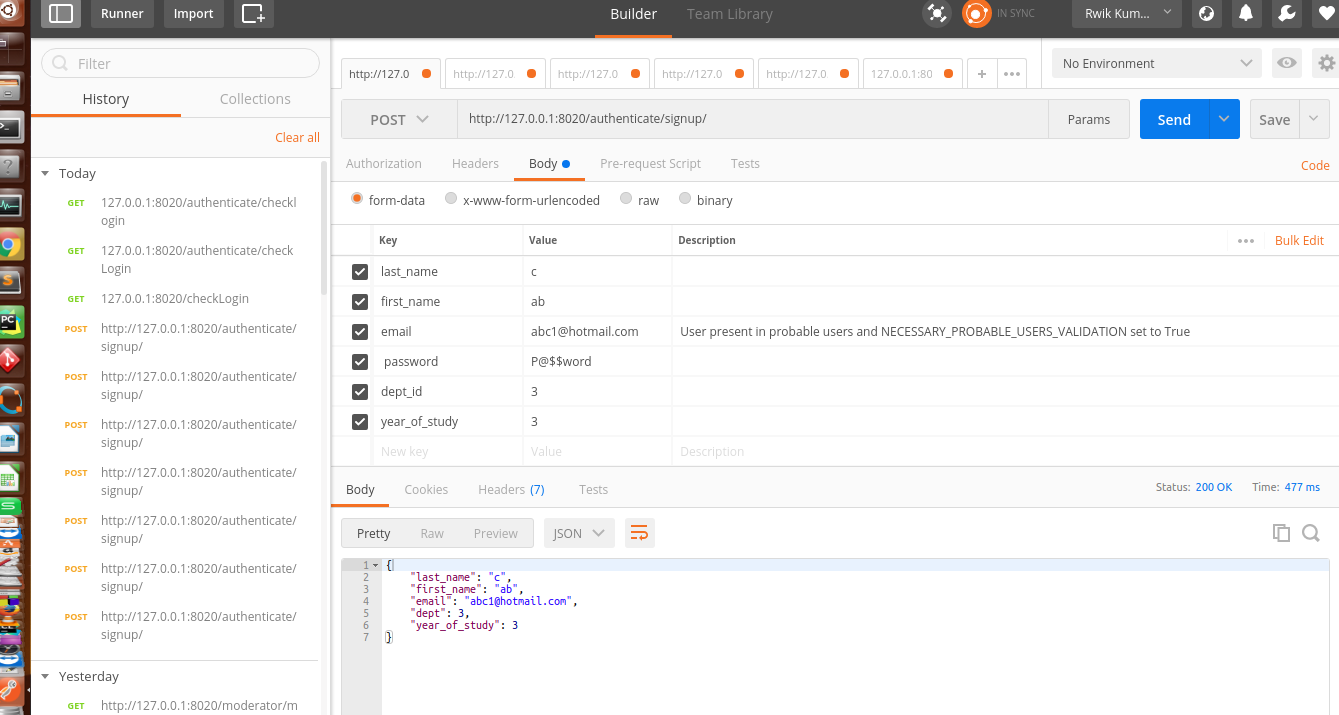 Runner
Import
Builder
Team Library
IN SYNC
Rwik Kum...
Filter
History
Collections
Clear all
Today
GET 127.0.0.1:8020/authenticate/checkl
ogin
GET 127.0.0.1:8020/authenticate/check
Login
GET 127.0.0.1:8020/checkLogin
POST http://127.0.0.1:8020/authenticate/
signup/
POST http://127.0.0.1:8020/authenticate/
signup/
POST http://127.0.0.1:8020/authenticate/
signup/
POST http://127.0.0.1:8020/authenticate/
signup/
POST http://127.0.0.1:8020/authenticate/
signup/
POST http://127.0.0.1:8020/authenticate/
signup/
POST http://127.0.0.1:8020/authenticate/
signup/
Yesterday
GET http://127.0.0.1:8020/moderator/m
http://127.0
http://127.0
http://127.0
http://127.0
http://127.0
127.0.0.1:80
+
•••
No Environment
POST http://127.0.0.1:8020/authenticate/signup/ Params Send Save
Authorization Headers Body Pre-request Script Tests Code
form-data x-www-form-urlencoded raw binary
Key Value Description ••• Bulk Edit
last_name c
first_name ab
email abc1@hotmail.com User present in probable users and NECESSARY_PROBABLE_USERS_VALIDATION set to True
password P@$$word
dept_id 3
year_of_study 3
New key Value Description
Body Cookies Headers (7) Tests Status: 200 OK Time: 477 ms
Pretty Raw Preview JSON
1 {
2 "last_name": "c",
3 "first_name": "ab",
4 "email": "abc1@hotmail.com",
5 "dept": 3,
6 "year_of_study": 3
7 }